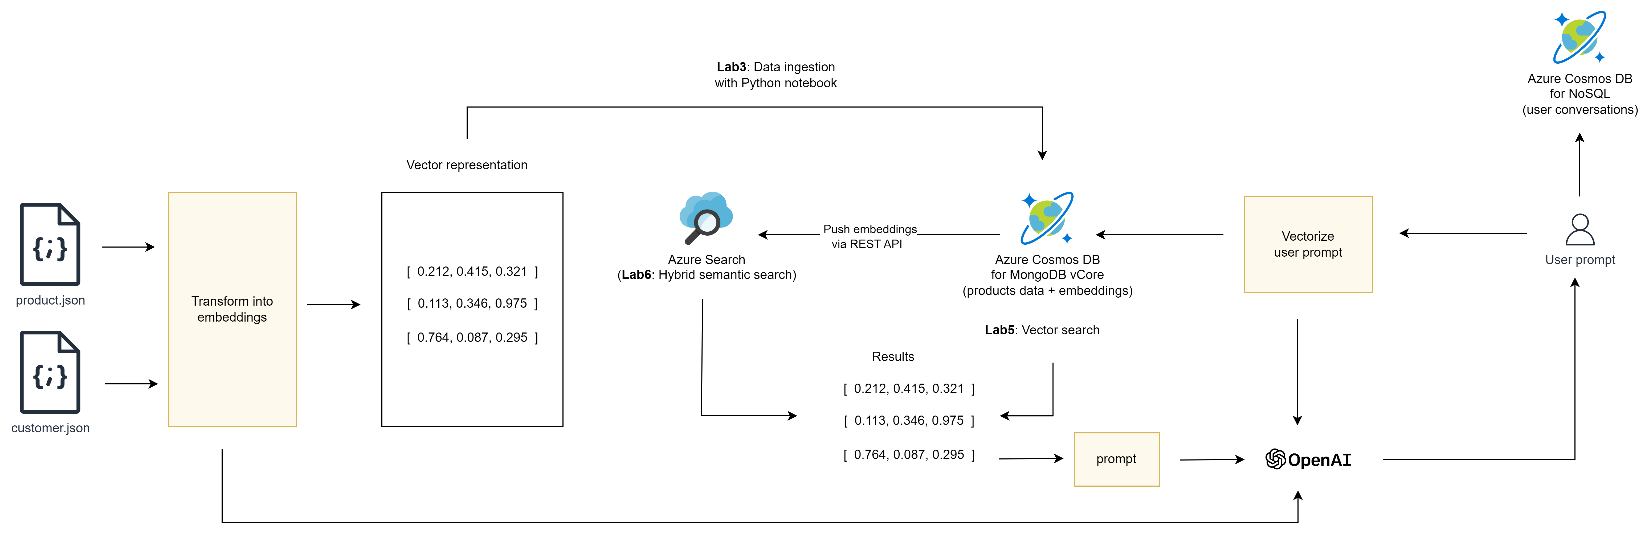 Azure Cosmos DB
for NoSQL
(user conversations)
Lab3: Data ingestion
with Python notebook
Vector representation
{;}
product.json
{;}
customer.json
Transform into
embeddings
[ 0.212, 0.415, 0.321 ]
[ 0.113, 0.346, 0.975 ]
[ 0.764, 0.087, 0.295 ]
Azure Search
(Lab6: Hybrid semantic search)
Push embeddings
via REST API
Azure Cosmos DB
for MongoDB vCore
(products data + embeddings)
Lab5: Vector search
Vectorize
user prompt
User prompt
Results
[ 0.212, 0.415, 0.321 ]
[ 0.113, 0.346, 0.975 ]
[ 0.764, 0.087, 0.295 ]
prompt
OpenAI